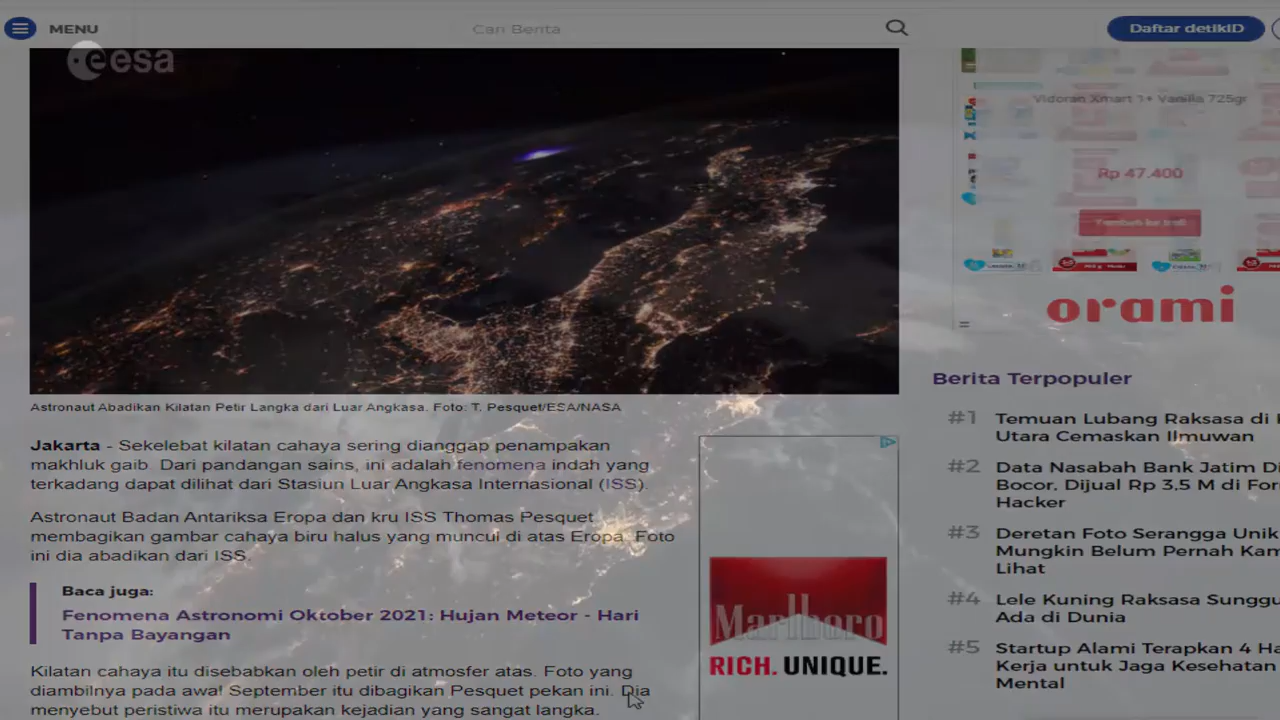 MENU
Cari Berita
Daftar detikID
esa
Vidoran Xmart 1+ Vanilla 725gr
Rp 47.400
orami
Astronaut Abadikan Kilatan Petir Langka dari Luar Angkasa. Foto: T. Pesquet/ESA/NASA
Jakarta - Sekelebat kilatan cahaya sering dianggap penampakan
makhluk gaib. Dari pandangan sains, ini adalah fenomena indah yang
terkadang dapat dilihat dari Stasiun Luar Angkasa Internasional (ISS).
Astronaut Badan Antariksa Eropa dan kru ISS Thomas Pesquet
membagikan gambar cahaya biru halus yang muncul di atas Eropa. Foto
ini dia abadikan dari ISS.
Baca juga:
Fenomena Astronomi Oktober 2021: Hujan Meteor - Hari
Tanpa Bayangan
Kilatan cahaya itu disebabkan oleh petir di atmosfer atas. Foto yang
diambilnya pada awal September itu dibagikan Pesquet pekan ini. Dia
menyebut peristiwa itu merupakan kejadian yang sangat langka.
Marlboro
RICH. UNIQUE.
Berita Terpopuler
#1 Temuan Lubang Raksasa di
Utara Cemaskan Ilmuwan
#2 Data Nasabah Bank Jatim Di
Bocor, Dijual Rp 3,5 M di For
Hacker
#3 Deretan Foto Serangga Unik
Mungkin Belum Pernah Kam
Lihat
#4 Lele Kuning Raksasa Sungg
Ada di Dunia
#5 Startup Alami Terapkan 4 Ha
Kerja untuk Jaga Kesehatan
Mental